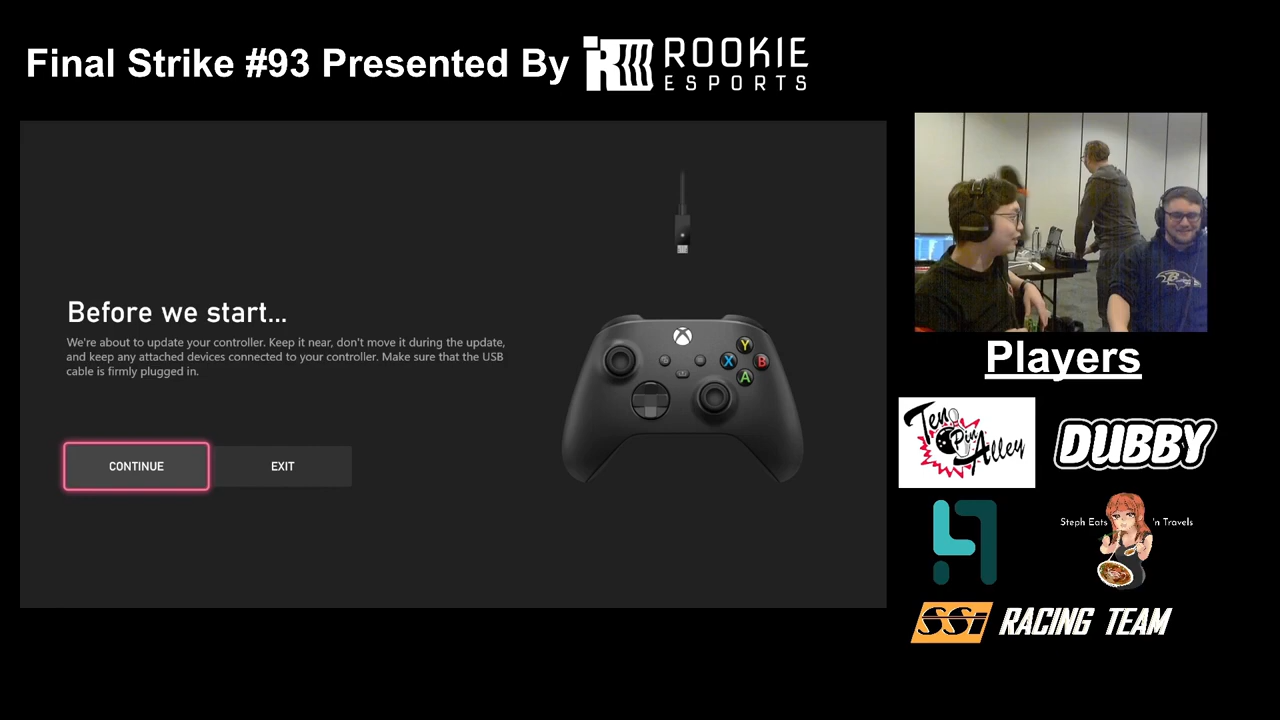 Final Strike #93 Presented By
ROOKIE
ESPORTS
Before we start...
We're about to update your controller. Keep it near, don't move it during the update,
and keep any attached devices connected to your controller. Make sure that the USB
cable is firmly plugged in.
CONTINUE
EXIT
Y
X
B
A
Players
Ten
Pin
Alley
DUBBY
Steph Eats 'n Travels
SSi RACING TEAM